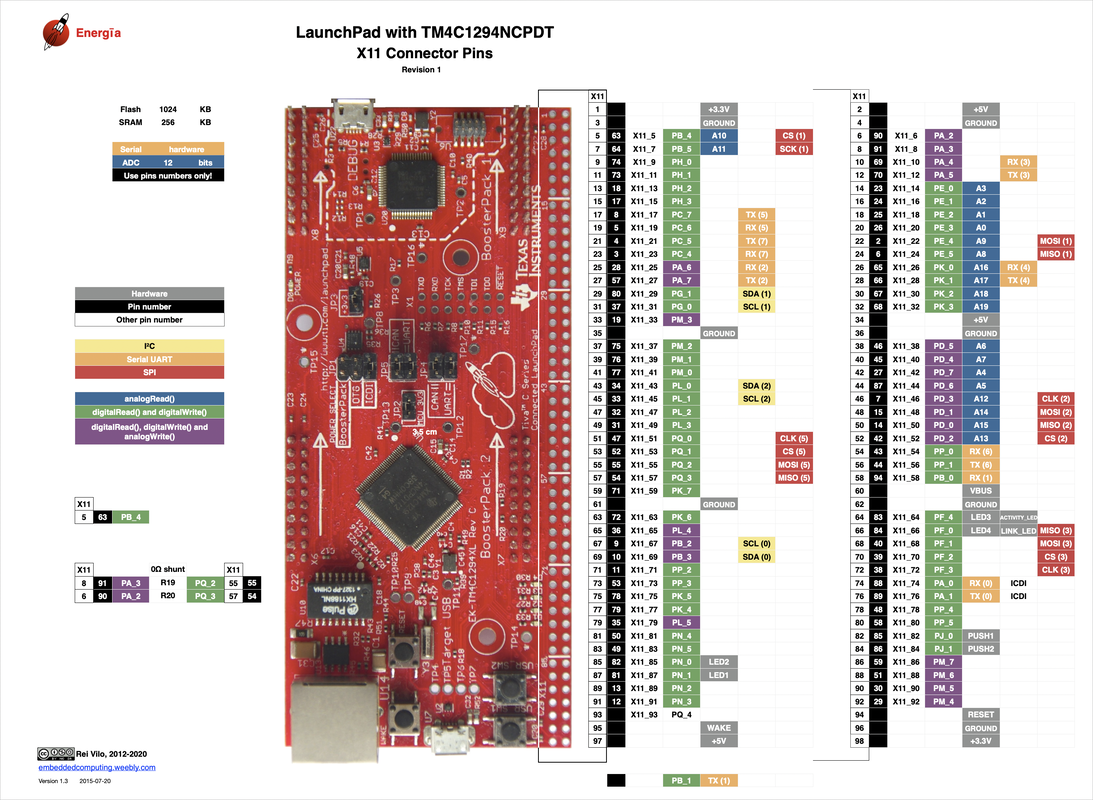 Energïa
LaunchPad with TM4C1294NCPDT
X11 Connector Pins
Revision 1
Flash 1024 KB
SRAM 256 KB
Serial hardware
ADC 12 bits
Use pins numbers only!
Hardware
Pin number
Other pin number
I²C
Serial UART
SPI
analogRead()
digitalRead() and digitalWrite()
digitalRead(), digitalWrite() and
analogWrite()
X11
5 63 PB_4
X11 0Ω shunt X11
8 91 PA_3 R19 PQ_2 55 55
6 90 PA_2 R20 PQ_3 57 54
Rei Vilo, 2012-2020
embeddedcomputing.weebly.com
Version 1.3 2015-07-20
DEBUG
BoosterPack 1
TEXAS
INSTRUMENTS
http://www.ti.com/launchpad
POWER SELECT
BoosterPack
OTG
ICDI
CAN
UART
Tiva™ C Series
Connected LaunchPad
3,5 cm
BoosterPack 2
EK-TM4C1294XL Rev C
Pulse
HX1188NL
Target USB
RESET
WAKE
X11
1 +3.3V
3 GROUND
5 63 X11_5 PB_4 A10 CS (1)
7 64 X11_7 PB_5 A11 SCK (1)
9 74 X11_9 PH_0
11 73 X11_11 PH_1
13 18 X11_13 PH_2
15 17 X11_15 PH_3
17 8 X11_17 PC_7 TX (5)
19 5 X11_19 PC_6 RX (5)
21 4 X11_21 PC_5 TX (7)
23 3 X11_23 PC_4 RX (7)
25 28 X11_25 PA_6 RX (2)
27 57 X11_27 PA_7 TX (2)
29 80 X11_29 PG_1 SDA (1)
31 37 X11_31 PG_0 SCL (1)
33 19 X11_33 PM_3
35 GROUND
37 75 X11_37 PM_2
39 76 X11_39 PM_1
41 77 X11_41 PM_0
43 34 X11_43 PL_0 SDA (2)
45 33 X11_45 PL_1 SCL (2)
47 32 X11_47 PL_2
49 31 X11_49 PL_3
51 47 X11_51 PQ_0 CLK (5)
53 52 X11_53 PQ_1 CS (5)
55 55 X11_55 PQ_2 MOSI (5)
57 54 X11_57 PQ_3 MISO (5)
59 71 X11_59 PK_7
61 GROUND
63 72 X11_63 PK_6
65 36 X11_65 PL_4
67 9 X11_67 PB_2 SCL (0)
69 10 X11_69 PB_3 SDA (0)
71 11 X11_71 PP_2
73 53 X11_73 PP_3
75 78 X11_75 PK_5
77 79 X11_77 PK_4
79 35 X11_79 PL_5
81 50 X11_81 PN_4
83 49 X11_83 PN_5
85 82 X11_85 PN_0 LED2
87 81 X11_87 PN_1 LED1
89 13 X11_89 PN_2
91 12 X11_91 PN_3
93 X11_93 PQ_4
95 WAKE
97 +5V
PB_1 TX (1)
X11
2 +5V
4 GROUND
6 90 X11_6 PA_2
8 91 X11_8 PA_3
10 69 X11_10 PA_4 RX (3)
12 70 X11_12 PA_5 TX (3)
14 23 X11_14 PE_0 A3
16 24 X11_16 PE_1 A2
18 25 X11_18 PE_2 A1
20 26 X11_20 PE_3 A0
22 2 X11_22 PE_4 A9 MOSI (1)
24 6 X11_24 PE_5 A8 MISO (1)
26 65 X11_26 PK_0 A16 RX (4)
28 66 X11_28 PK_1 A17 TX (4)
30 67 X11_30 PK_2 A18
32 68 X11_32 PK_3 A19
34 +5V
36 GROUND
38 46 X11_38 PD_5 A6
40 45 X11_40 PD_4 A7
42 27 X11_42 PD_7 A4
44 87 X11_44 PD_6 A5
46 7 X11_46 PD_3 A12 CLK (2)
48 15 X11_48 PD_1 A14 MOSI (2)
50 14 X11_50 PD_0 A15 MISO (2)
52 42 X11_52 PD_2 A13 CS (2)
54 43 X11_54 PP_0 RX (6)
56 44 X11_56 PP_1 TX (6)
58 94 X11_58 PB_0 RX (1)
60 VBUS
62 GROUND
64 83 X11_64 PF_4 LED3 ACTIVITY_LED
66 84 X11_66 PF_0 LED4 LINK_LED MISO (3)
68 40 X11_68 PF_1 MOSI (3)
70 39 X11_70 PF_2 CS (3)
72 38 X11_72 PF_3 CLK (3)
74 88 X11_74 PA_0 RX (0) ICDI
76 89 X11_76 PA_1 TX (0) ICDI
78 48 X11_78 PP_4
80 58 X11_80 PP_5
82 85 X11_82 PJ_0 PUSH1
84 86 X11_84 PJ_1 PUSH2
86 59 X11_86 PM_7
88 51 X11_88 PM_6
90 30 X11_90 PM_5
92 29 X11_92 PM_4
94 RESET
96 GROUND
98 +3.3V